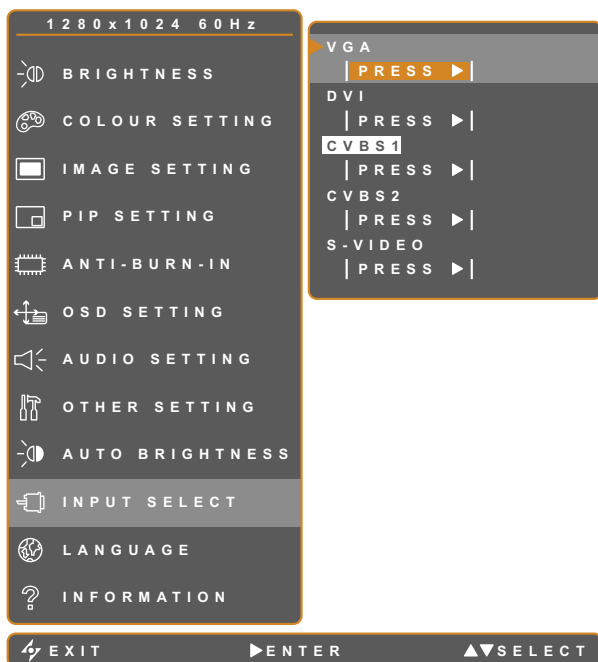 1280x1024 60Hz
BRIGHTNESS
COLOUR SETTING
IMAGE SETTING
PIP SETTING
ANTI-BURN-IN
OSD SETTING
AUDIO SETTING
OTHER SETTING
AUTO BRIGHTNESS
INPUT SELECT
LANGUAGE
INFORMATION
VGA
PRESS ▶
DVI
PRESS ▶
CVBS1
PRESS ▶
CVBS2
PRESS ▶
S-VIDEO
PRESS ▶
EXIT ▶ENTER ▲▼SELECT